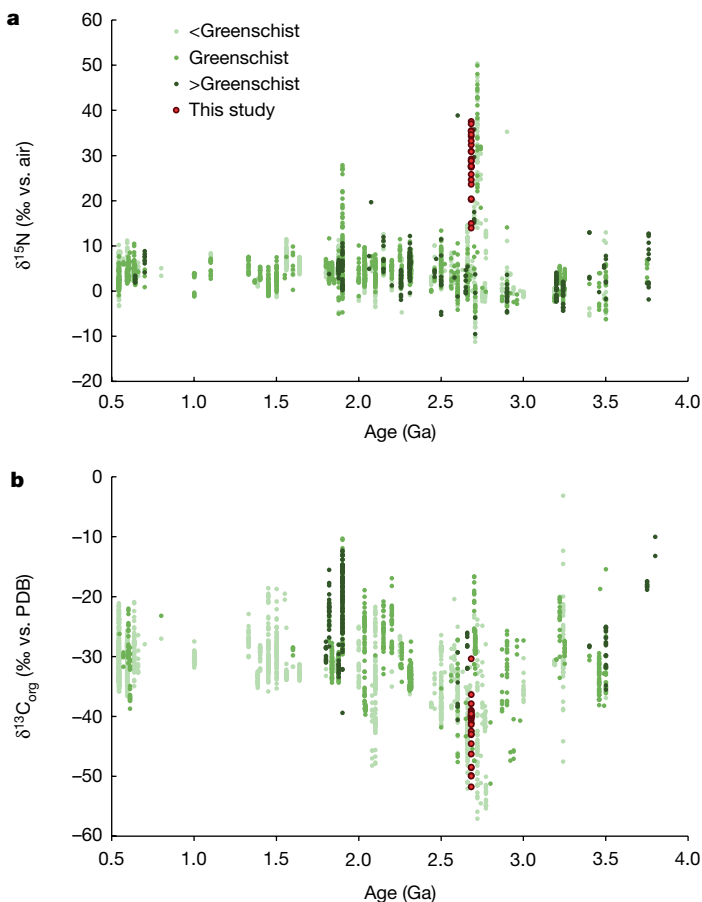 a
60
50
40
30
20
10
0
−10
−20
δ¹⁵N (‰ vs. air)
<Greenschist
Greenschist
>Greenschist
This study
0.5 1.0 1.5 2.0 2.5 3.0 3.5 4.0
Age (Ga)
b
0
−10
−20
−30
−40
−50
−60
δ¹³Corg (‰ vs. PDB)
0.5 1.0 1.5 2.0 2.5 3.0 3.5 4.0
Age (Ga)